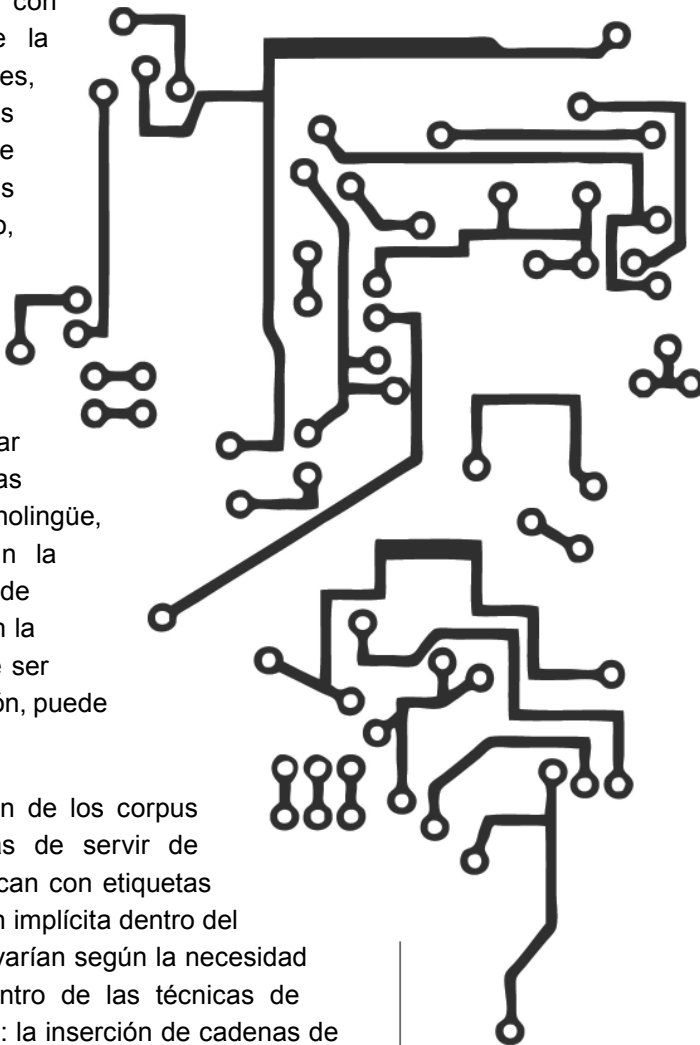 con
la
es,
s
e
s
o,
ar
as
nolingüe,
n la
de
n la
e ser
ón, puede
n de los corpus
as de servir de
can con etiquetas
n implícita dentro del
varían según la necesidad
ntro de las técnicas de
: la inserción de cadenas de